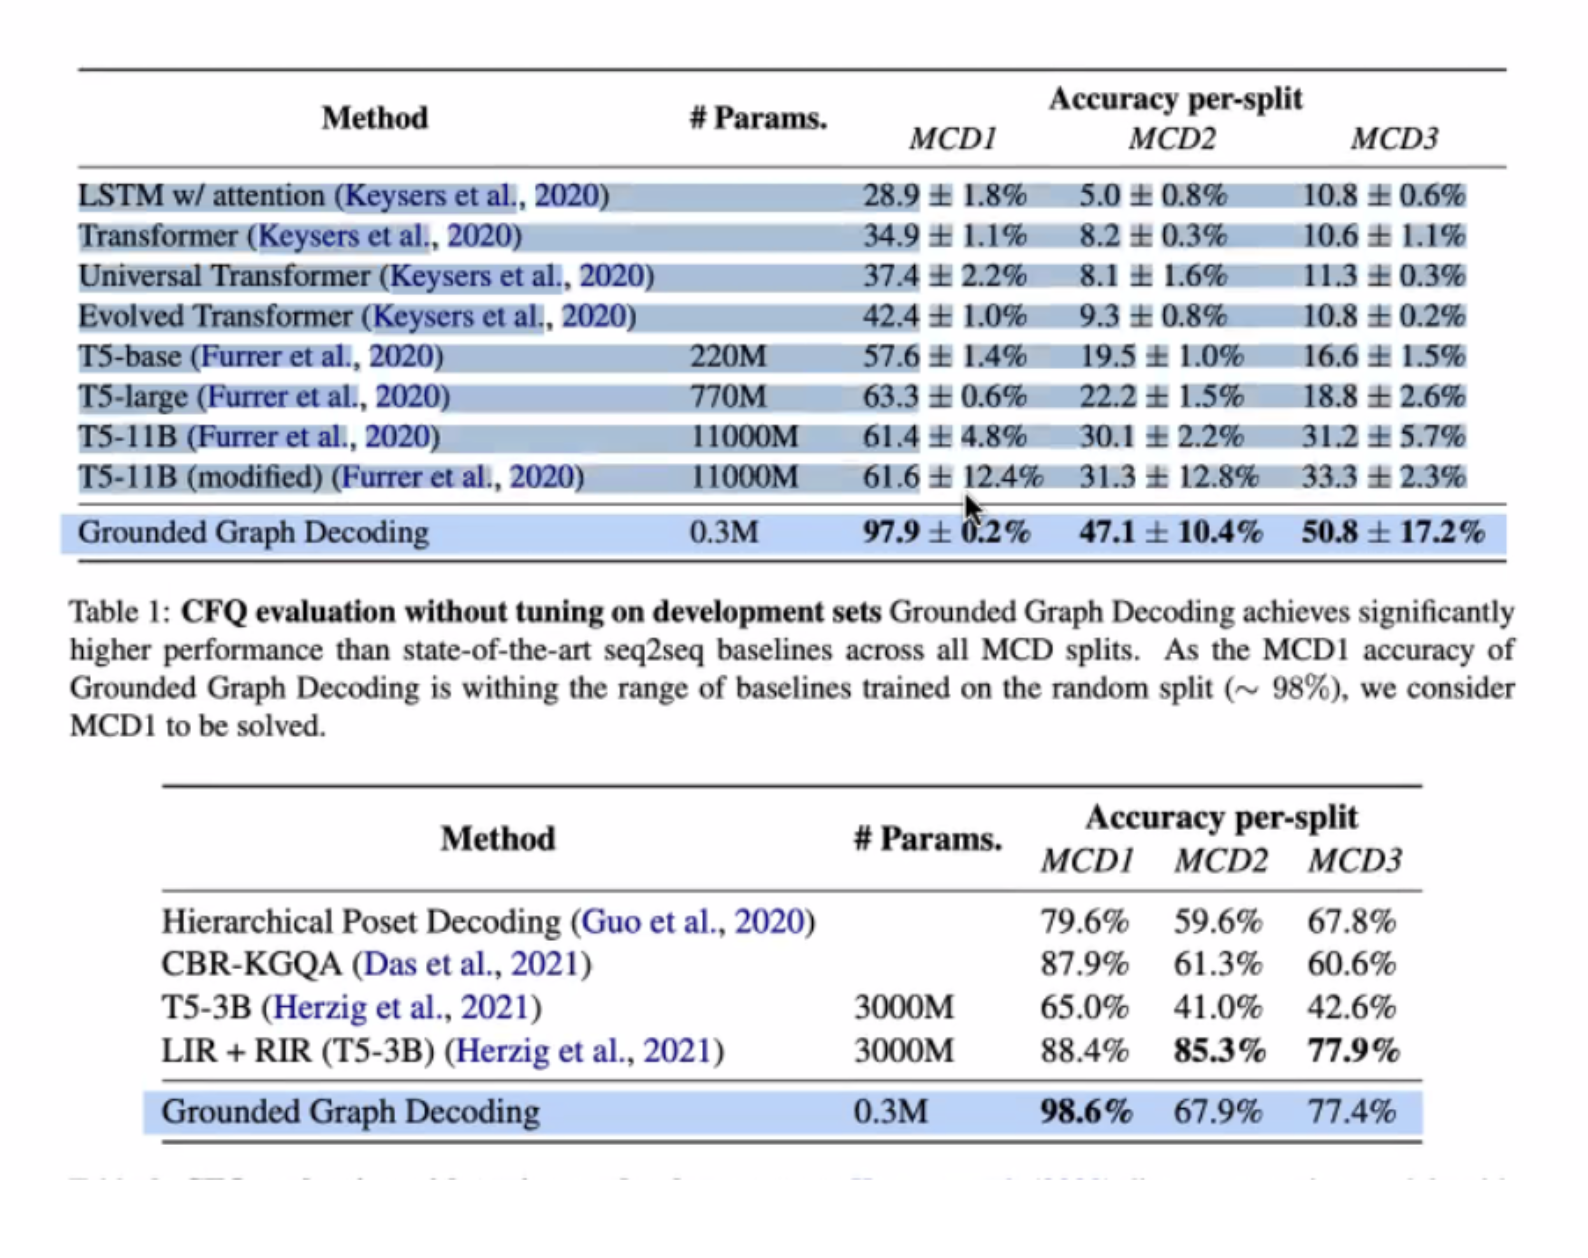 Method # Params. Accuracy per-split
MCD1 MCD2 MCD3
LSTM w/ attention (Keysers et al., 2020) 28.9 ± 1.8% 5.0 ± 0.8% 10.8 ± 0.6%
Transformer (Keysers et al., 2020) 34.9 ± 1.1% 8.2 ± 0.3% 10.6 ± 1.1%
Universal Transformer (Keysers et al., 2020) 37.4 ± 2.2% 8.1 ± 1.6% 11.3 ± 0.3%
Evolved Transformer (Keysers et al., 2020) 42.4 ± 1.0% 9.3 ± 0.8% 10.8 ± 0.2%
T5-base (Furrer et al., 2020) 220M 57.6 ± 1.4% 19.5 ± 1.0% 16.6 ± 1.5%
T5-large (Furrer et al., 2020) 770M 63.3 ± 0.6% 22.2 ± 1.5% 18.8 ± 2.6%
T5-11B (Furrer et al., 2020) 11000M 61.4 ± 4.8% 30.1 ± 2.2% 31.2 ± 5.7%
T5-11B (modified) (Furrer et al., 2020) 11000M 61.6 ± 12.4% 31.3 ± 12.8% 33.3 ± 2.3%
Grounded Graph Decoding 0.3M 97.9 ± 0.2% 47.1 ± 10.4% 50.8 ± 17.2%
Table 1: CFQ evaluation without tuning on development sets Grounded Graph Decoding achieves significantly
higher performance than state-of-the-art seq2seq baselines across all MCD splits. As the MCD1 accuracy of
Grounded Graph Decoding is withing the range of baselines trained on the random split (∼ 98%), we consider
MCD1 to be solved.
Method # Params. Accuracy per-split
MCD1 MCD2 MCD3
Hierarchical Poset Decoding (Guo et al., 2020) 79.6% 59.6% 67.8%
CBR-KGQA (Das et al., 2021) 87.9% 61.3% 60.6%
T5-3B (Herzig et al., 2021) 3000M 65.0% 41.0% 42.6%
LIR + RIR (T5-3B) (Herzig et al., 2021) 3000M 88.4% 85.3% 77.9%
Grounded Graph Decoding 0.3M 98.6% 67.9% 77.4%